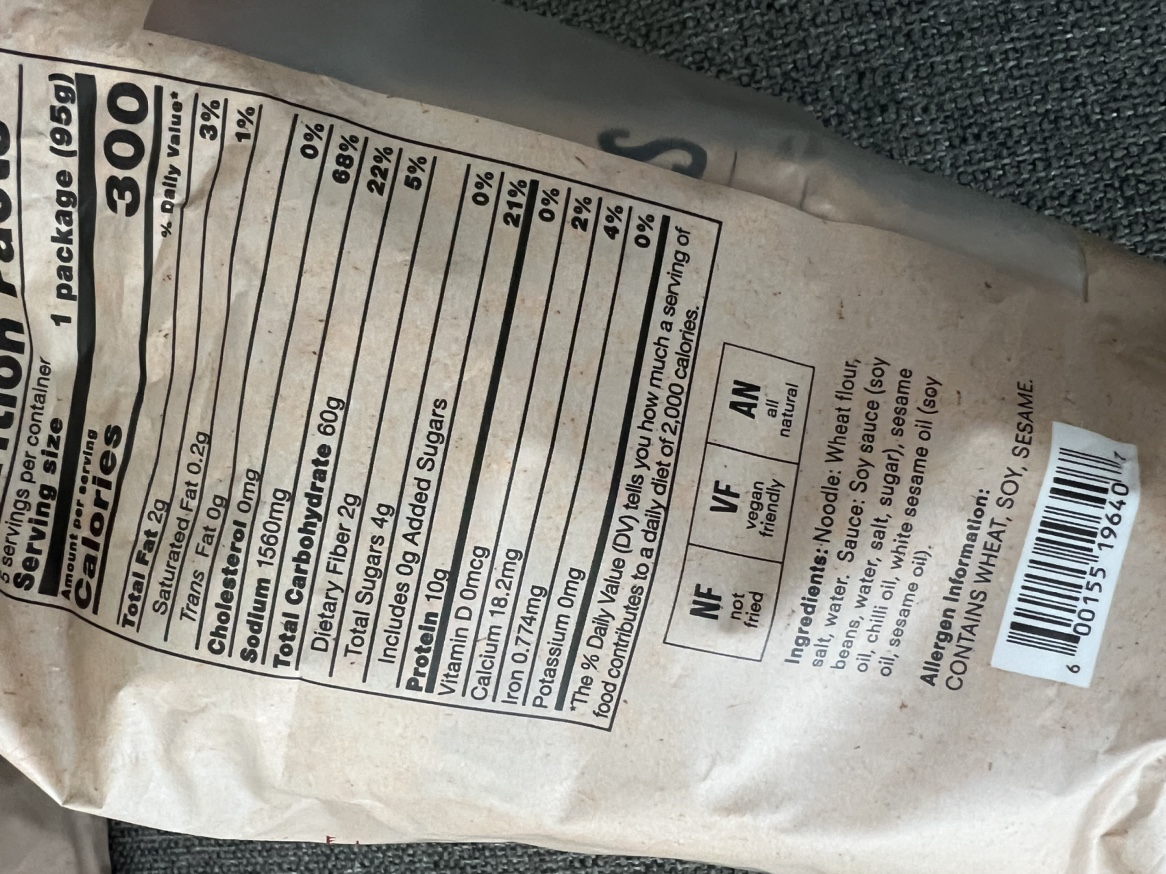 servings per container
Serving size 1 package (95g)
Amount per serving
Calories 300
% Daily Value*
Total Fat 2g 3%
Saturated Fat 0.2g 1%
Trans Fat 0g
Cholesterol 0mg 0%
Sodium 1560mg 68%
Total Carbohydrate 60g 22%
Dietary Fiber 2g 5%
Total Sugars 4g
Includes 0g Added Sugars 0%
Protein 10g 21%
Vitamin D 0mcg 0%
Calcium 18.2mg 2%
Iron 0.774mg 4%
Potassium 0mg 0%
*The % Daily Value (DV) tells you how much a serving of
food contributes to a daily diet of 2,000 calories.
NF VF AN
not fried
vegan friendly
all natural
Ingredients: Noodle: Wheat flour,
salt, water. Sauce: Soy sauce (soy
beans, water, salt, sugar), sesame
oil, chilli oil, white sesame oil (soy
oil, sesame oil).
Allergen Information:
CONTAINS WHEAT, SOY, SESAME.
6 00155 19640 7